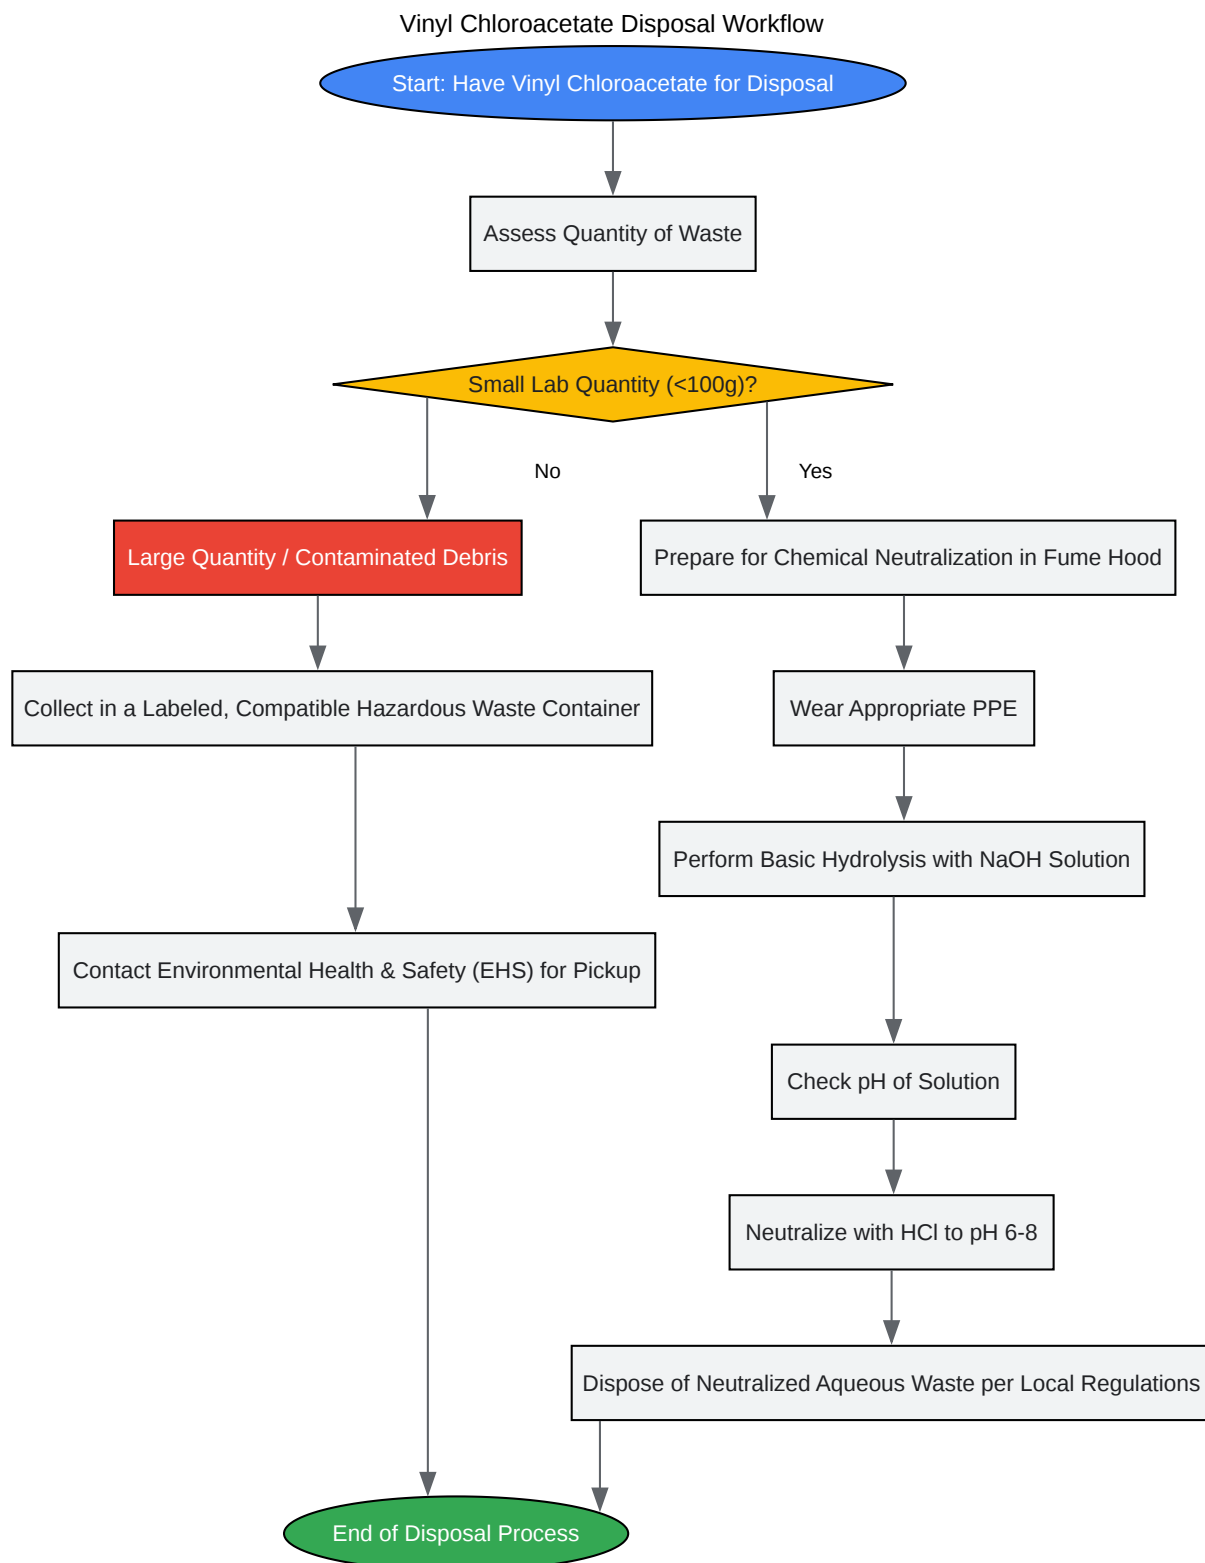 Vinyl Chloroacetate Disposal Workflow
Start: Have Vinyl Chloroacetate for Disposal
Assess Quantity of Waste
Small Lab Quantity (<100g)?
No
Yes
Large Quantity / Contaminated Debris
Prepare for Chemical Neutralization in Fume Hood
Collect in a Labeled, Compatible Hazardous Waste Container
Wear Appropriate PPE
Perform Basic Hydrolysis with NaOH Solution
Contact Environmental Health & Safety (EHS) for Pickup
Check pH of Solution
Neutralize with HCl to pH 6-8
Dispose of Neutralized Aqueous Waste per Local Regulations
End of Disposal Process